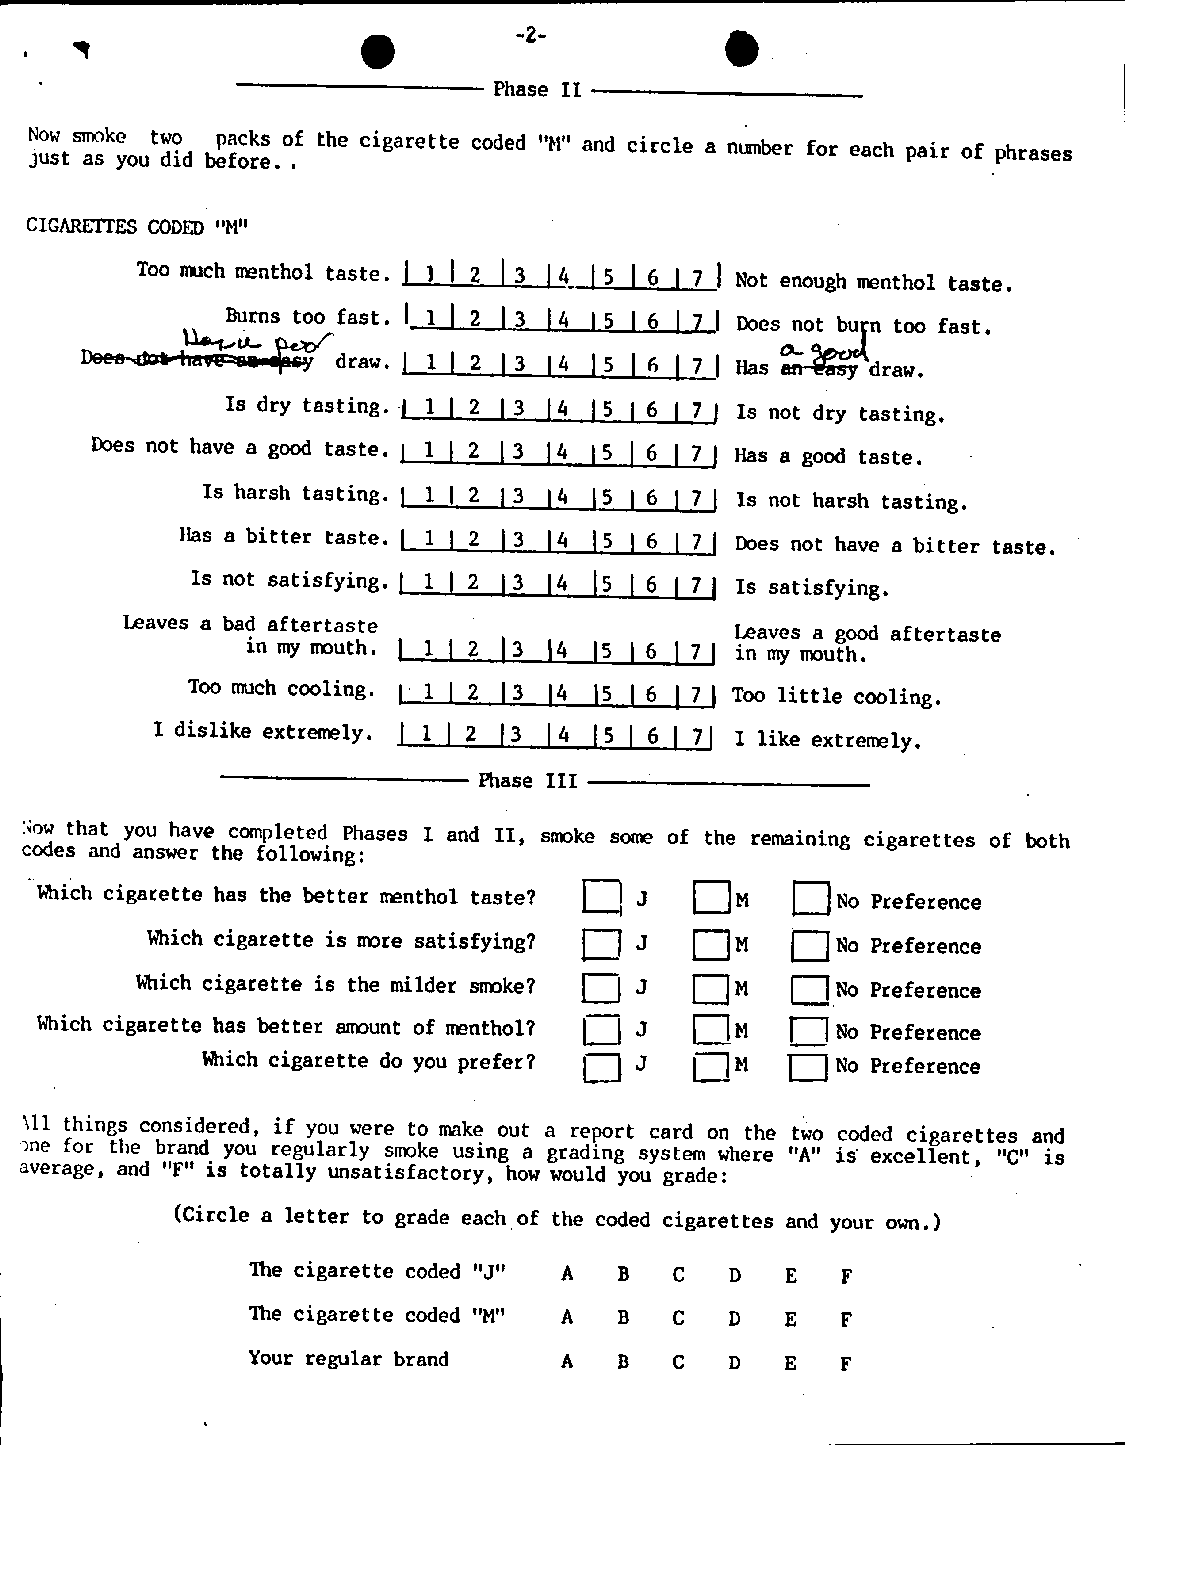 -2-
Phase II
Now smoke two packs of the cigarette coded "M" and circle a number for each pair of phrases
just as you did before. .
CIGARETTES CODED "M"
Too much menthol taste. | 1 | 2 | 3 | 4 | 5 | 6 | 7 | Not enough menthol taste.
Burns too fast. | 1 | 2 | 3 | 4 | 5 | 6 | 7 | Does not burn too fast.
a good
Does not have an easy draw. | 1 | 2 | 3 | 4 | 5 | 6 | 7 | Has an easy draw.
Is dry tasting. | 1 | 2 | 3 | 4 | 5 | 6 | 7 | Is not dry tasting.
Does not have a good taste. | 1 | 2 | 3 | 4 | 5 | 6 | 7 | Has a good taste.
Is harsh tasting. | 1 | 2 | 3 | 4 | 5 | 6 | 7 | Is not harsh tasting.
Has a bitter taste. | 1 | 2 | 3 | 4 | 5 | 6 | 7 | Does not have a bitter taste.
Is not satisfying. | 1 | 2 | 3 | 4 | 5 | 6 | 7 | Is satisfying.
Leaves a bad aftertaste Leaves a good aftertaste
in my mouth. | 1 | 2 | 3 | 4 | 5 | 6 | 7 | in my mouth.
Too much cooling. | 1 | 2 | 3 | 4 | 5 | 6 | 7 | Too little cooling.
I dislike extremely. | 1 | 2 | 3 | 4 | 5 | 6 | 7 | I like extremely.
Phase III
Now that you have completed Phases I and II, smoke some of the remaining cigarettes of both
codes and answer the following:
Which cigarette has the better menthol taste? J M No Preference
Which cigarette is more satisfying? J M No Preference
Which cigarette is the milder smoke? J M No Preference
Which cigarette has better amount of menthol? J M No Preference
Which cigarette do you prefer? J M No Preference
All things considered, if you were to make out a report card on the two coded cigarettes and
one for the brand you regularly smoke using a grading system where "A" is excellent, "C" is
average, and "F" is totally unsatisfactory, how would you grade:
(Circle a letter to grade each of the coded cigarettes and your own.)
The cigarette coded "J" A B C D E F
The cigarette coded "M" A B C D E F
Your regular brand A B C D E F